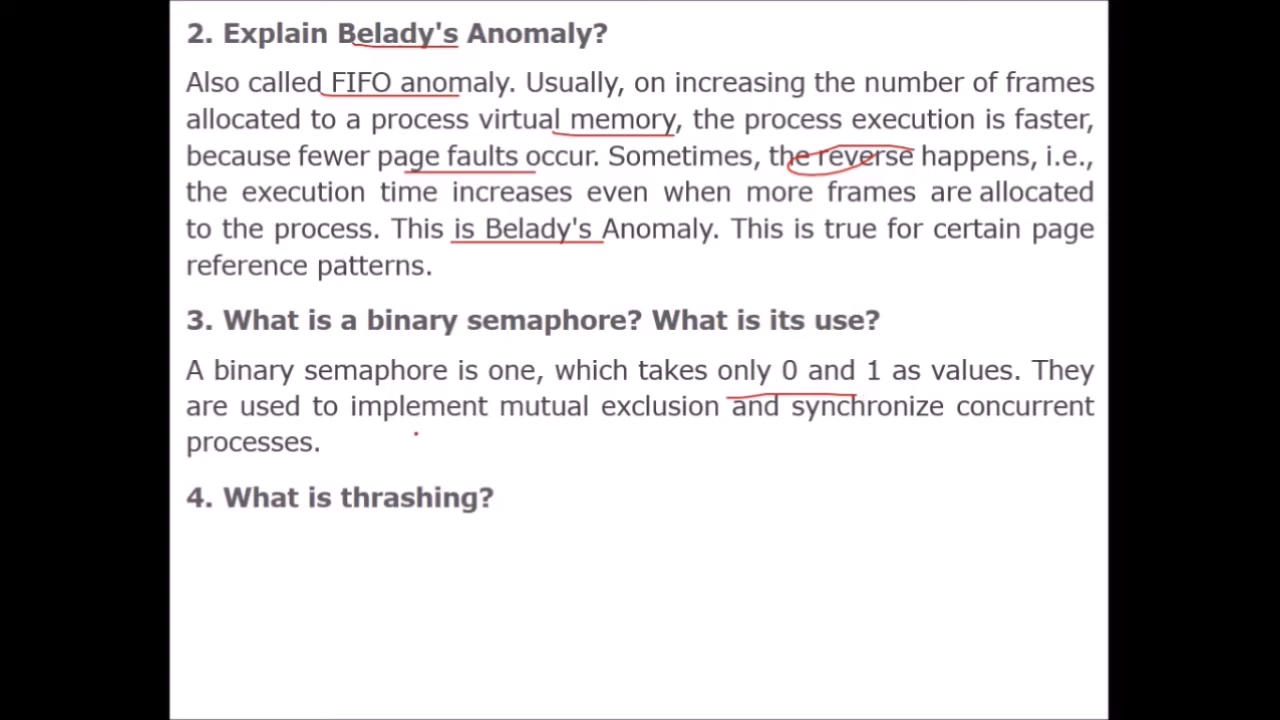 2. Explain Belady's Anomaly?
Also called FIFO anomaly. Usually, on increasing the number of frames
allocated to a process virtual memory, the process execution is faster,
because fewer page faults occur. Sometimes, the reverse happens, i.e.,
the execution time increases even when more frames are allocated
to the process. This is Belady's Anomaly. This is true for certain page
reference patterns.
3. What is a binary semaphore? What is its use?
A binary semaphore is one, which takes only 0 and 1 as values. They
are used to implement mutual exclusion and synchronize concurrent
processes.
4. What is thrashing?